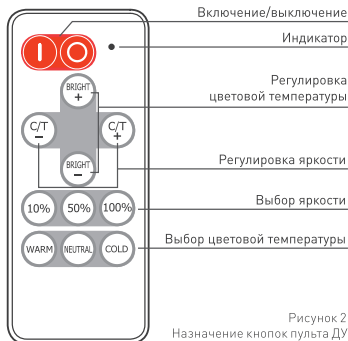 Включение/выключение
Индикатор
BRIGHT
+
Регулировка
цветовой температуры
C/T
−
C/T
+
BRIGHT
−
Регулировка яркости
10% 50% 100%
Выбор яркости
WARM NEUTRAL COLD
Выбор цветовой температуры
Рисунок 2
Назначение кнопок пульта ДУ